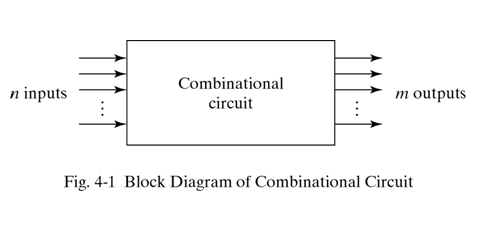 Combinational
circuit
n inputs
m outputs
Fig. 4-1 Block Diagram of Combinational Circuit